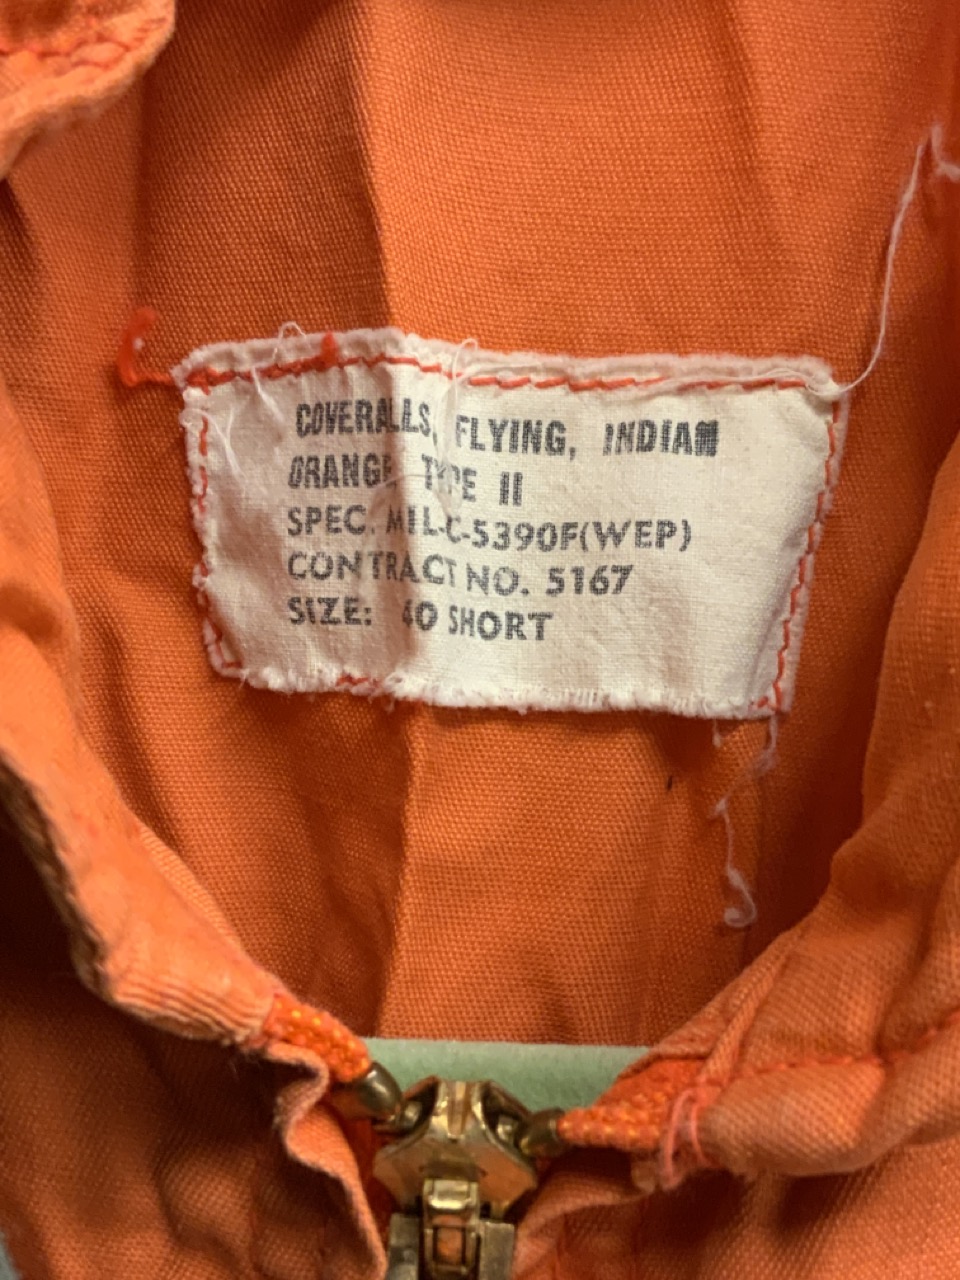 COVERALLS, FLYING, INDIAN
ORANGE TYPE II
SPEC. MIL-C-5390F(WEP)
CONTRACT NO. 5167
SIZE: 40 SHORT